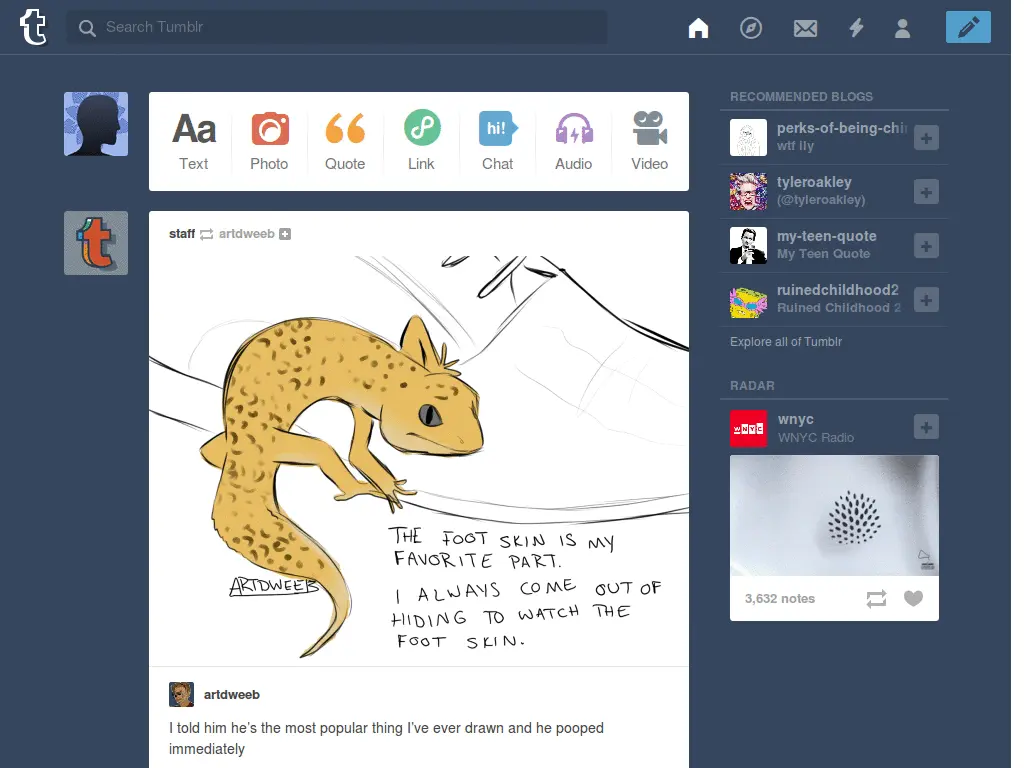 Search Tumblr
Aa
hi!
Text
Photo
Quote
Link
Chat
Audio
Video
staff artdweeb
THE FOOT SKIN IS MY
FAVORITE PART.
I ALWAYS COME OUT OF
HIDING TO WATCH THE
FOOT SKIN.
ARTDWEEB
artdweeb
I told him he's the most popular thing I've ever drawn and he pooped
immediately
RECOMMENDED BLOGS
perks-of-being-chi
wtf ily
tyleroakley
(@tyleroakley)
my-teen-quote
My Teen Quote
ruinedchildhood2
Ruined Childhood 2
Explore all of Tumblr
RADAR
WNYC
wnyc
WNYC Radio
3,632 notes